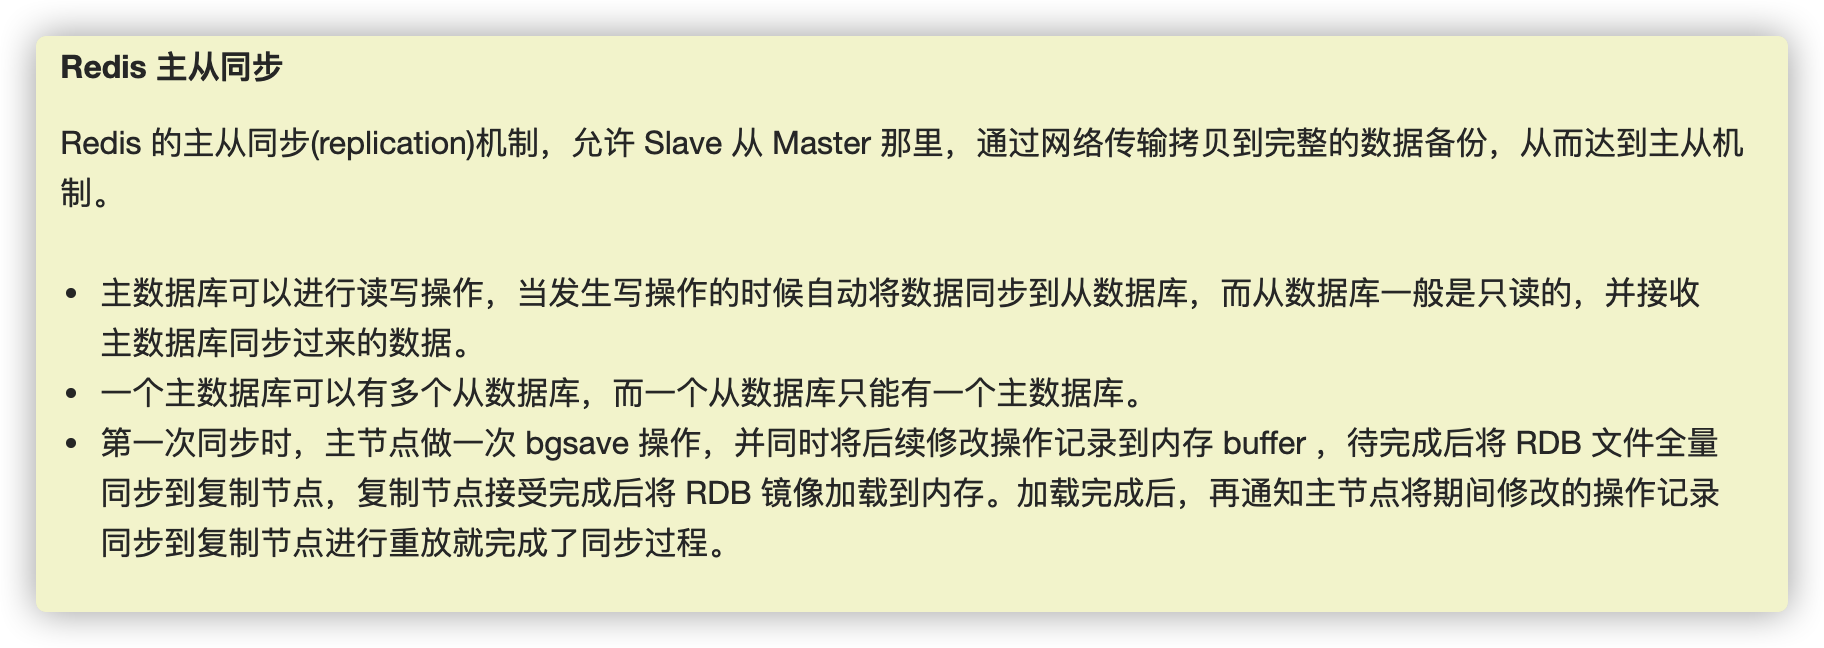 Redis 主从同步
Redis 的主从同步(replication)机制，允许 Slave 从 Master 那里，通过网络传输拷贝到完整的数据备份，从而达到主从机
制。
• 主数据库可以进行读写操作，当发生写操作的时候自动将数据同步到从数据库，而从数据库一般是只读的，并接收
主数据库同步过来的数据。
• 一个主数据库可以有多个从数据库，而一个从数据库只能有一个主数据库。
• 第一次同步时，主节点做一次 bgsave 操作，并同时将后续修改操作记录到内存 buffer ，待完成后将 RDB 文件全量
同步到复制节点，复制节点接受完成后将 RDB 镜像加载到内存。加载完成后，再通知主节点将期间修改的操作记录
同步到复制节点进行重放就完成了同步过程。